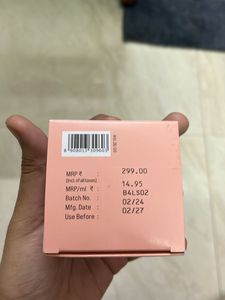 MRP ₹ : 299.00
(Incl. of all taxes)
MRP/ml ₹ : 14.95
Batch No. : B4LS02
Mfg. Date : 02/24
Use Before : 02/27